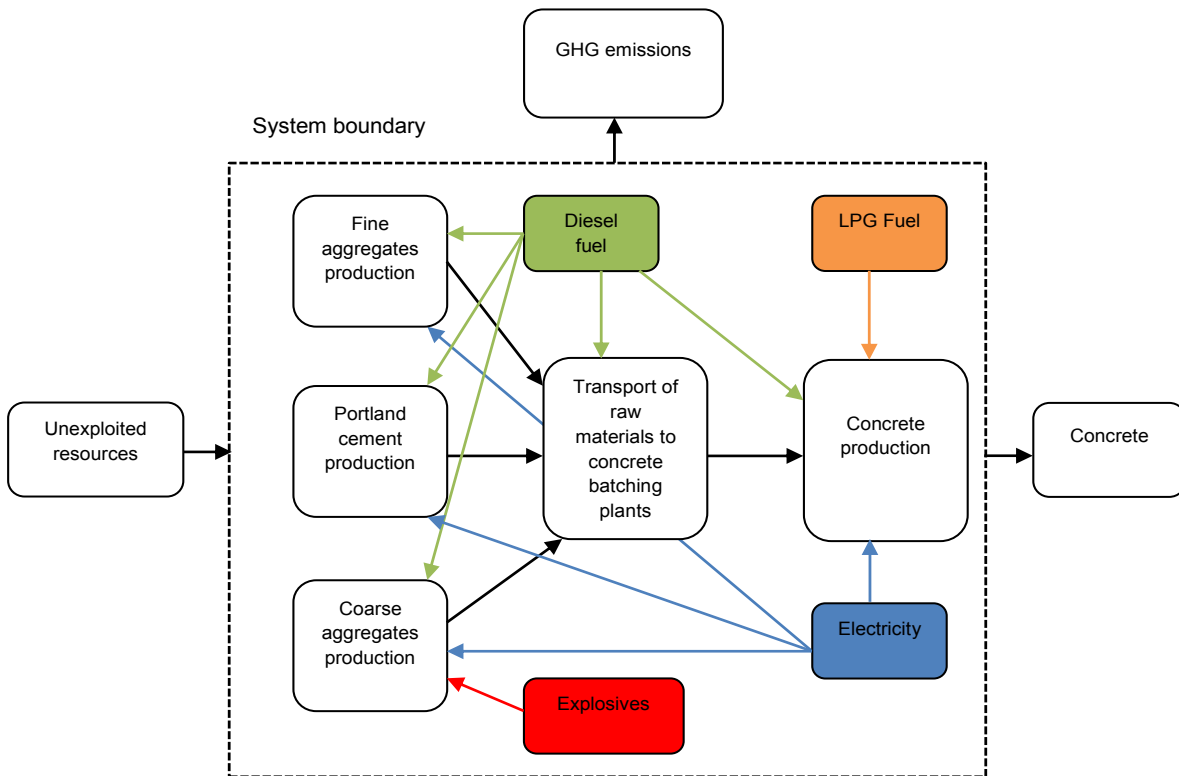 GHG emissions
System boundary
Fine
aggregates
production
Diesel
fuel
LPG Fuel
Unexploited
resources
Portland
cement
production
Transport of
raw
materials to
concrete
batching
plants
Concrete
production
Concrete
Coarse
aggregates
production
Electricity
Explosives